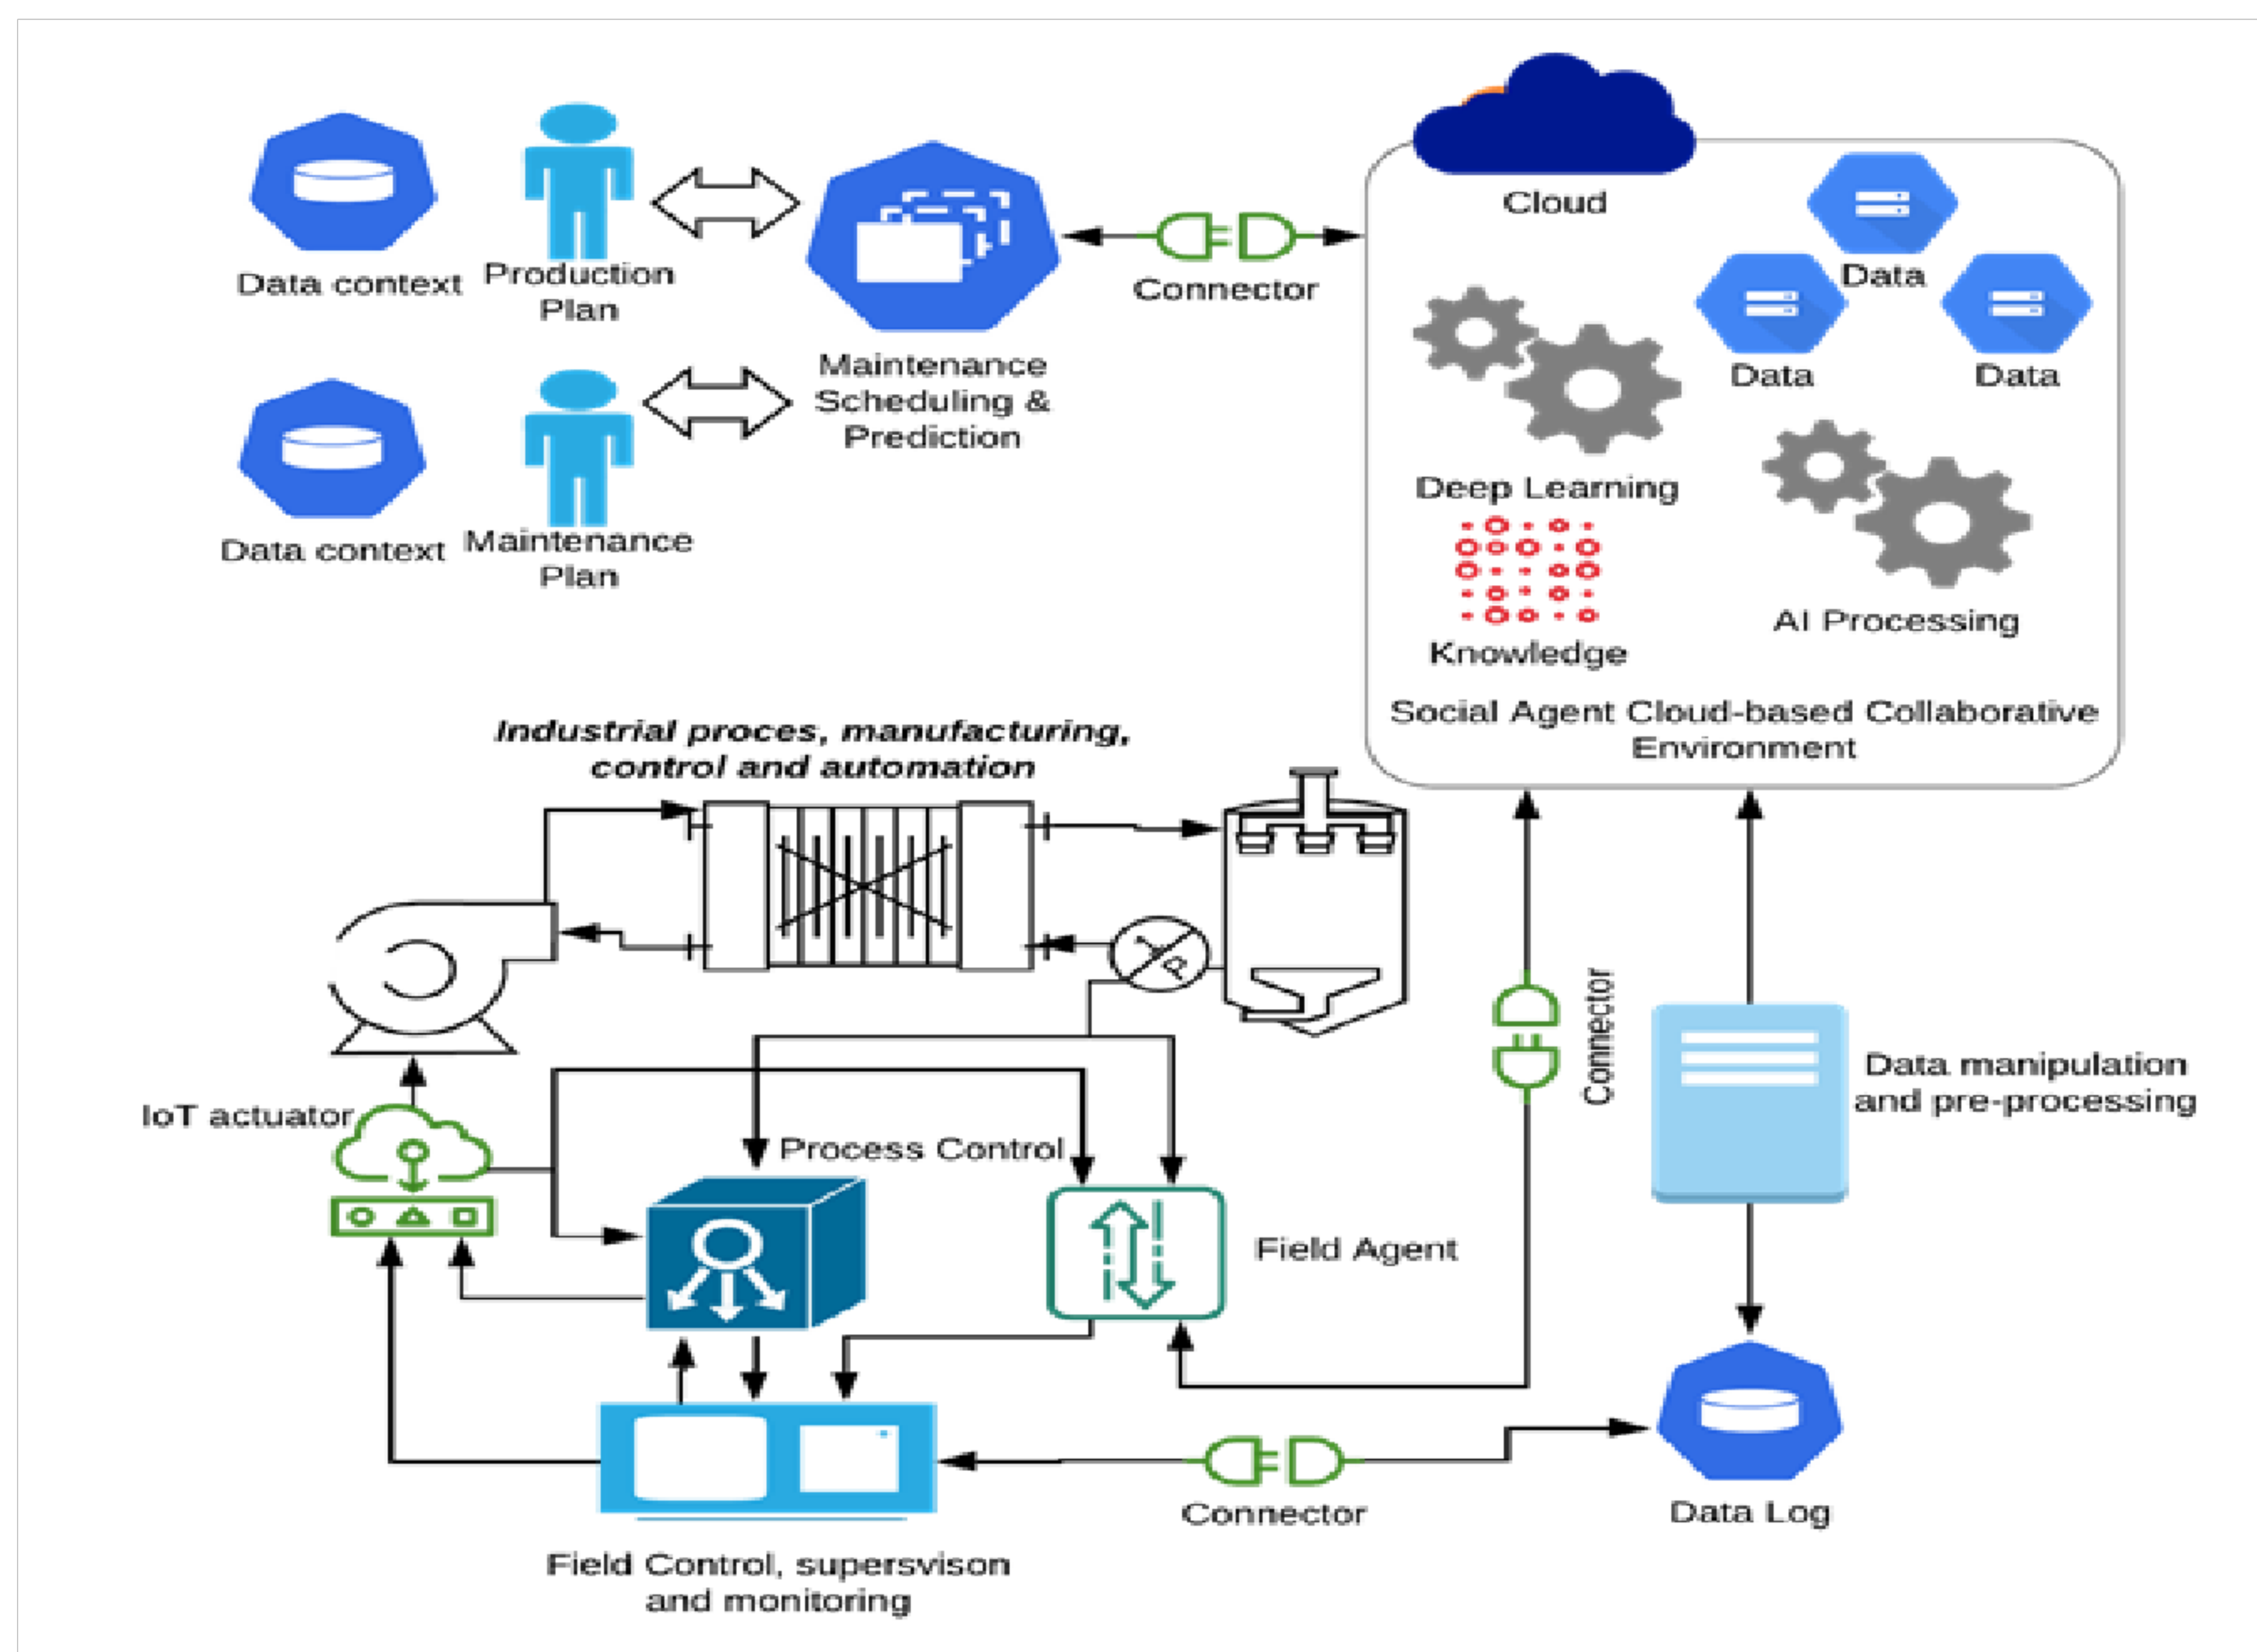 Cloud
Data context
Production
Plan
Connector
Data
Data
Data
Maintenance
Scheduling &
Prediction
Deep Learning
Data context
Maintenance
Plan
AI Processing
Knowledge
Social Agent Cloud-based Collaborative
Environment
Industrial proces, manufacturing,
control and automation
P
Connector
Data manipulation
and pre-processing
IoT actuator
Process Control
Field Agent
Connector
Data Log
Field Control, supersvison
and monitoring